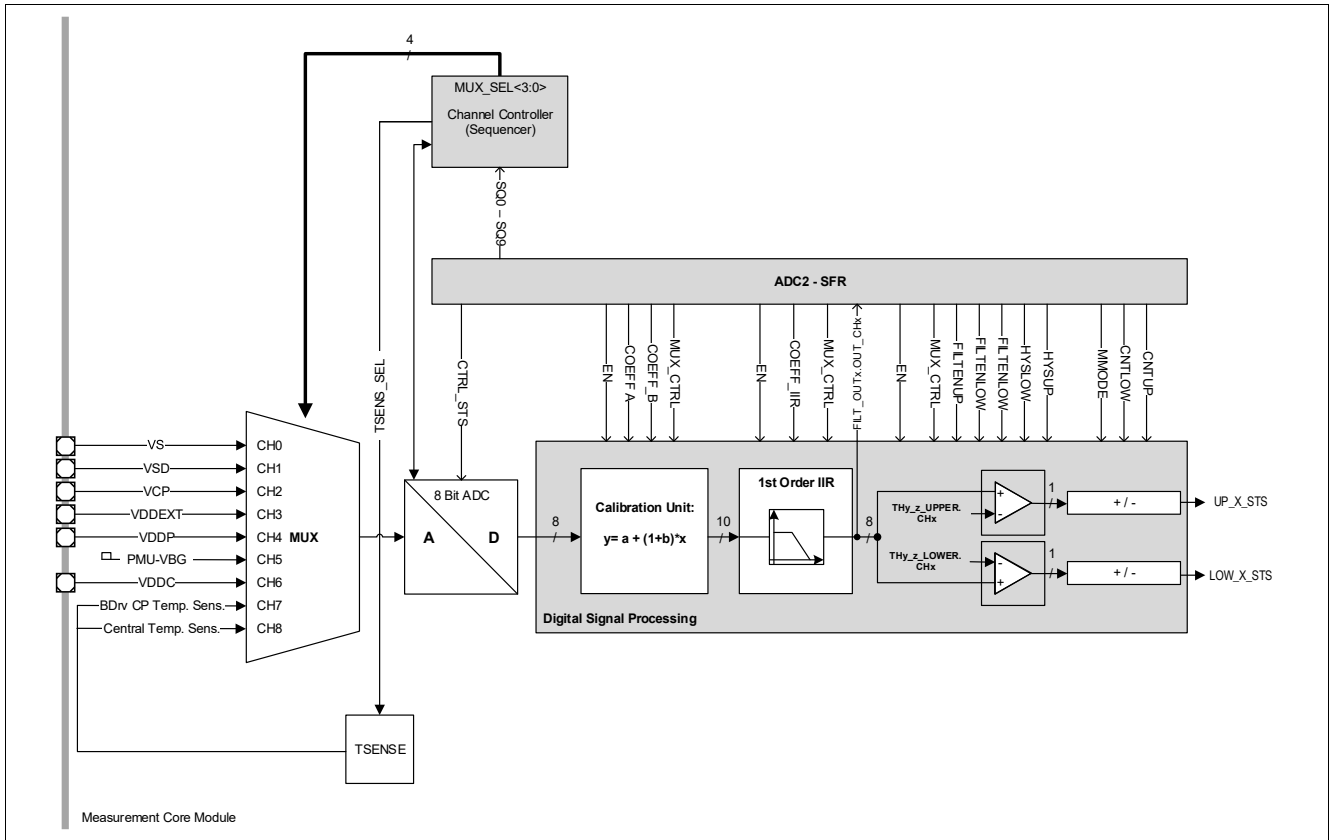 4
MUX_SEL<3:0>
Channel Controller
(Sequencer)
SQ0 – SQ9
ADC2 - SFR
TSENS_SEL
CTRL_STS
EN
COEFF A
COEFF_B
MUX_CTRL
EN
COEFF_IIR
MUX_CTRL
FILT_OUTx.OUT_CHx
EN
MUX_CTRL
FILTENUP
FILTENLOW
FILTENLOW
HYSLOW
HYSUP
MMODE
CNTLOW
CNTUP
VS
CH0
VSD
CH1
VCP
CH2
VDDEXT
CH3
VDDP
CH4
MUX
PMU-VBG
CH5
VDDC
CH6
BDrv CP Temp. Sens.
CH7
Central Temp. Sens.
CH8
8 Bit ADC
A
D
8
Calibration Unit:
y= a + (1+b)*x
10
1st Order IIR
8
THy_z_UPPER.
CHx
+
-
1
+ / -
UP_X_STS
THy_z_LOWER.
CHx
-
+
1
+ / -
LOW_X_STS
Digital Signal Processing
TSENSE
Measurement Core Module